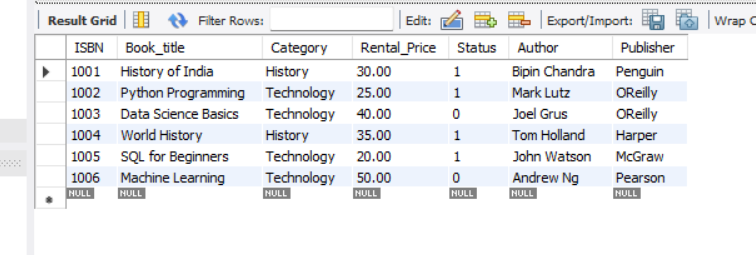 Result Grid Filter Rows: Edit: Export/Import: Wrap C
ISBN Book_title Category Rental_Price Status Author Publisher
1001 History of India History 30.00 1 Bipin Chandra Penguin
1002 Python Programming Technology 25.00 1 Mark Lutz OReilly
1003 Data Science Basics Technology 40.00 0 Joel Grus OReilly
1004 World History History 35.00 1 Tom Holland Harper
1005 SQL for Beginners Technology 20.00 1 John Watson McGraw
1006 Machine Learning Technology 50.00 0 Andrew Ng Pearson
NULL NULL NULL NULL NULL NULL NULL